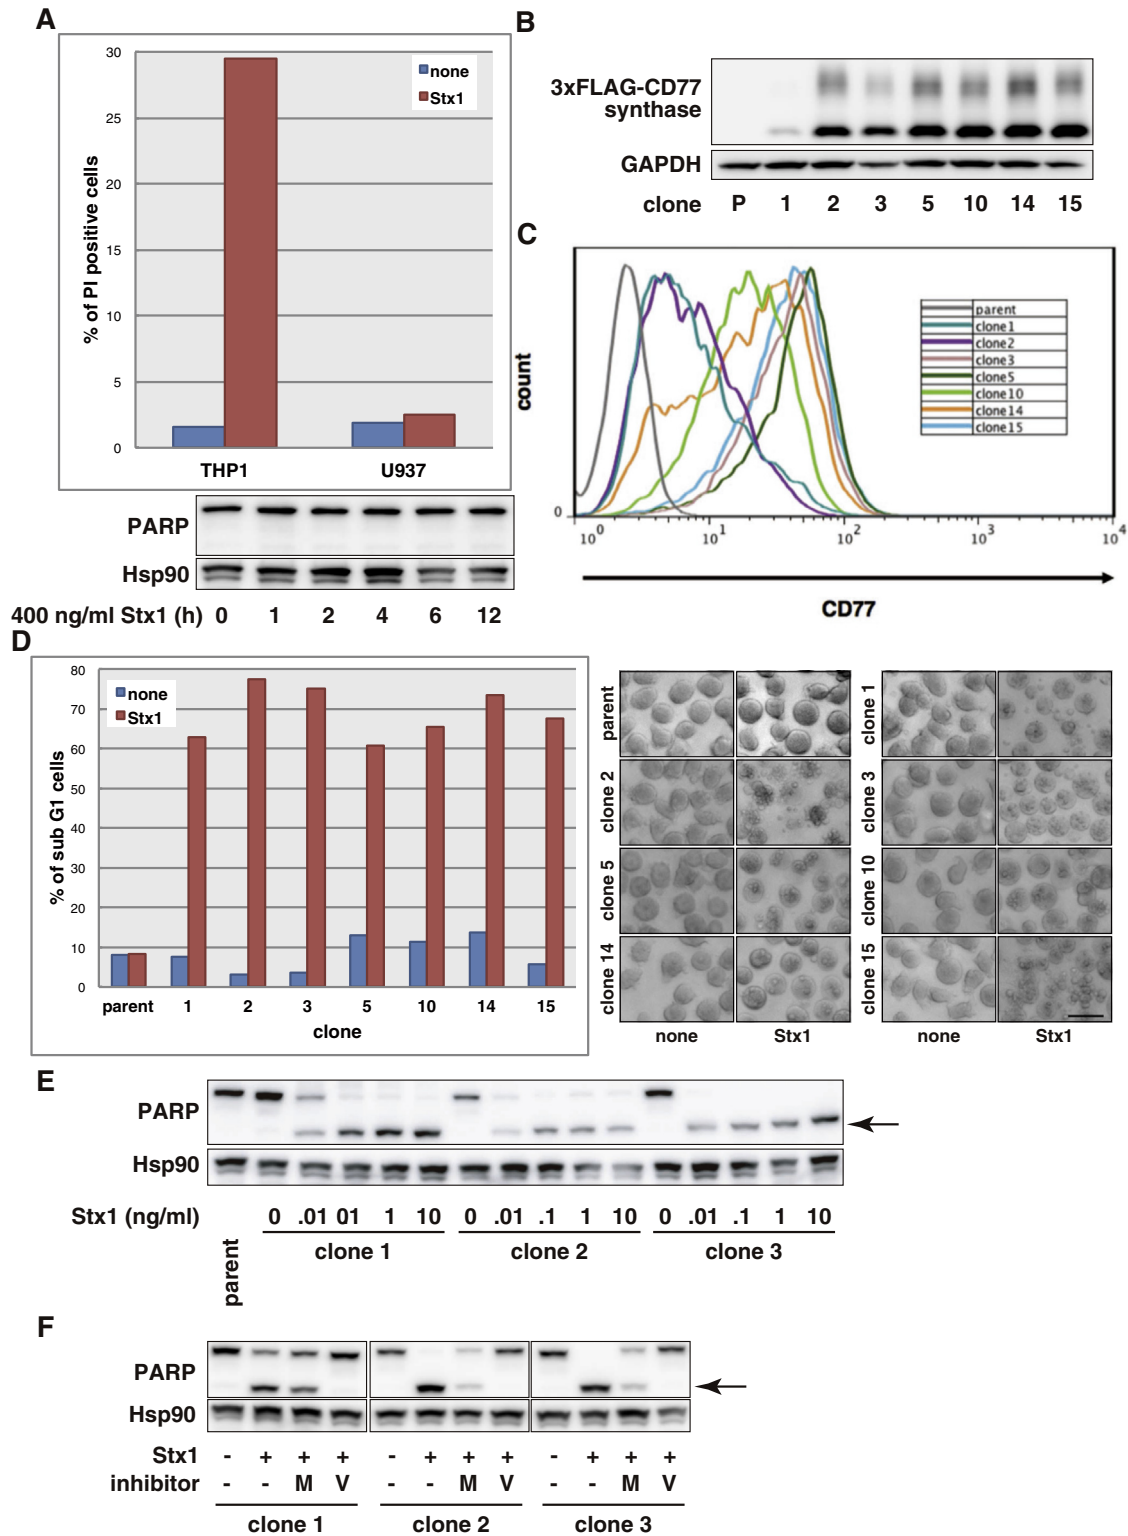 A
30
25
20
15
10
5
0
% of PI positive cells
none
Stx1
THP1
U937
PARP
Hsp90
400 ng/ml Stx1 (h) 0 1 2 4 6 12
B
3xFLAG-CD77
synthase
GAPDH
clone P 1 2 3 5 10 14 15
C
count
0
10^0 10^1 10^2 10^3 10^4
CD77
parent
clone1
clone2
clone3
clone5
clone10
clone14
clone15
D
80
70
60
50
40
30
20
10
0
% of sub G1 cells
none
Stx1
parent 1 2 3 5 10 14 15
clone
parent
clone 2
clone 5
clone 14
clone 1
clone 3
clone 10
clone 15
none Stx1 none Stx1
E
PARP
Hsp90
Stx1 (ng/ml) 0 .01 01 1 10 0 .01 .1 1 10 0 .01 .1 1 10
parent
clone 1 clone 2 clone 3
F
PARP
Hsp90
Stx1 - + + + - + + + - + + +
inhibitor - - M V - - M V - - M V
clone 1 clone 2 clone 3